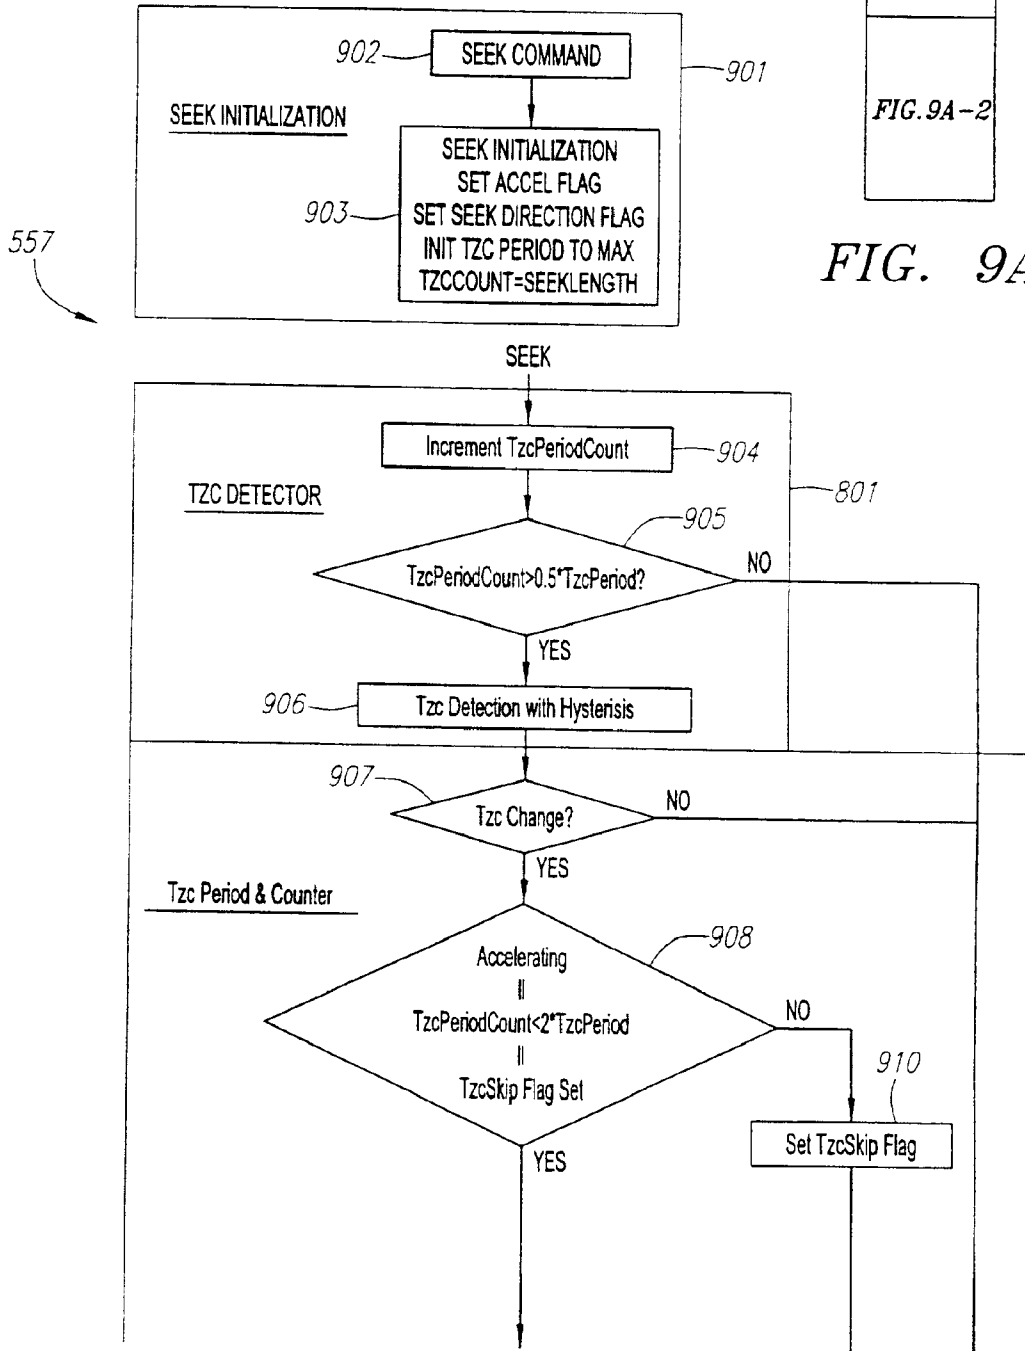 902
SEEK COMMAND
901
SEEK INITIALIZATION
SEEK INITIALIZATION
SET ACCEL FLAG
SET SEEK DIRECTION FLAG
INIT TZC PERIOD TO MAX
TZCCOUNT=SEEKLENGTH
903
FIG.9A-2
FIG. 9A
557
SEEK
Increment TzcPeriodCount
904
TZC DETECTOR
801
905
TzcPeriodCount>0.5*TzcPeriod?
NO
YES
906
Tzc Detection with Hysterisis
907
Tzc Change?
NO
YES
Tzc Period & Counter
908
Accelerating
||
TzcPeriodCount<2*TzcPeriod
||
TzcSkip Flag Set
NO
910
Set TzcSkip Flag
YES